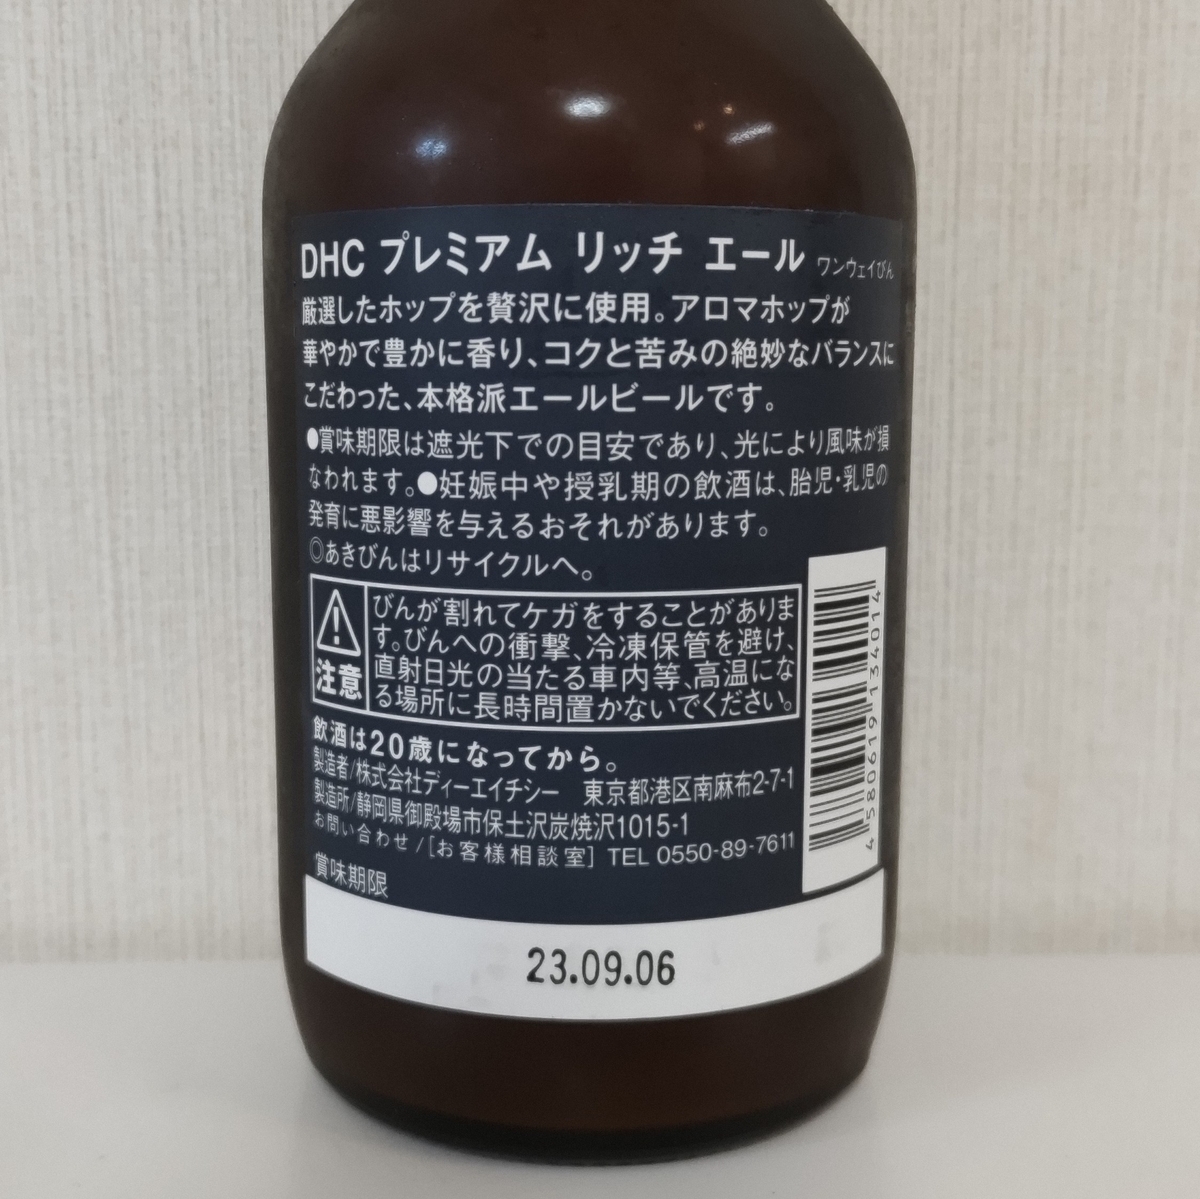 DHC プレミアム リッチ エール ワンウェイびん
厳選したホップを贅沢に使用。アロマホップが
華やかで豊かに香り、コクと苦みの絶妙なバランスに
こだわった、本格派エールビールです。
●賞味期限は遮光下での目安であり、光により風味が損
なわれます。●妊娠中や授乳期の飲酒は、胎児・乳児の
発育に悪影響を与えるおそれがあります。
◎あきびんはリサイクルへ。
注意
びんが割れてケガをすることがありま
す。びんへの衝撃、冷凍保管を避け、
直射日光の当たる車内等、高温にな
る場所に長時間置かないでください。
飲酒は20歳になってから。
製造者/株式会社ディーエイチシー 東京都港区南麻布2-7-1
製造所/静岡県御殿場市保土沢炭焼沢1015-1
お問い合わせ/[お客様相談室] TEL 0550-89-7611
賞味期限
23.09.06
4 580619 134014